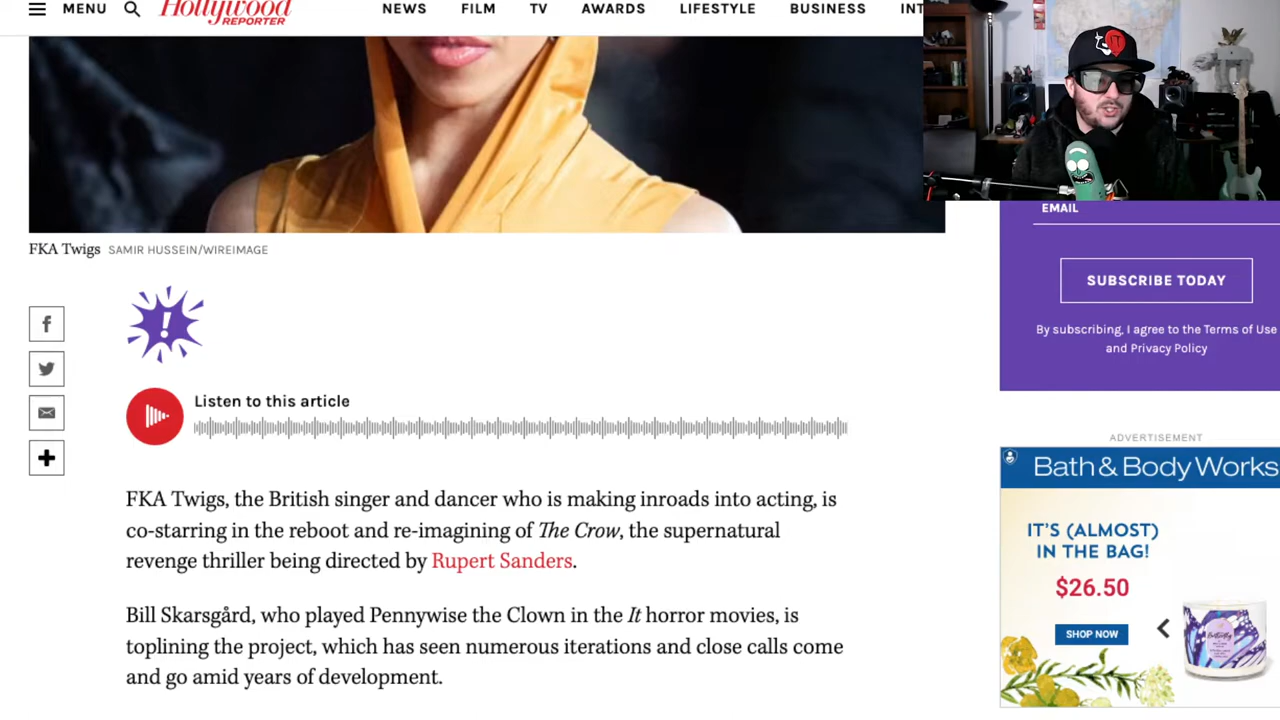 MENU
Hollywood
REPORTER
NEWS FILM TV AWARDS LIFESTYLE BUSINESS INT
FKA Twigs SAMIR HUSSEIN/WIREIMAGE
!
Listen to this article
FKA Twigs, the British singer and dancer who is making inroads into acting, is
co-starring in the reboot and re-imagining of The Crow, the supernatural
revenge thriller being directed by Rupert Sanders.
Bill Skarsgård, who played Pennywise the Clown in the It horror movies, is
toplining the project, which has seen numerous iterations and close calls come
and go amid years of development.
EMAIL
SUBSCRIBE TODAY
By subscribing, I agree to the Terms of Use
and Privacy Policy
ADVERTISEMENT
Bath & Body Works
IT'S (ALMOST)
IN THE BAG!
$26.50
SHOP NOW